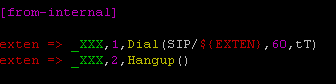 [from-internal]
exten => _XXX,1,Dial(SIP/${EXTEN},60,tT)
exten => _XXX,2,Hangup()